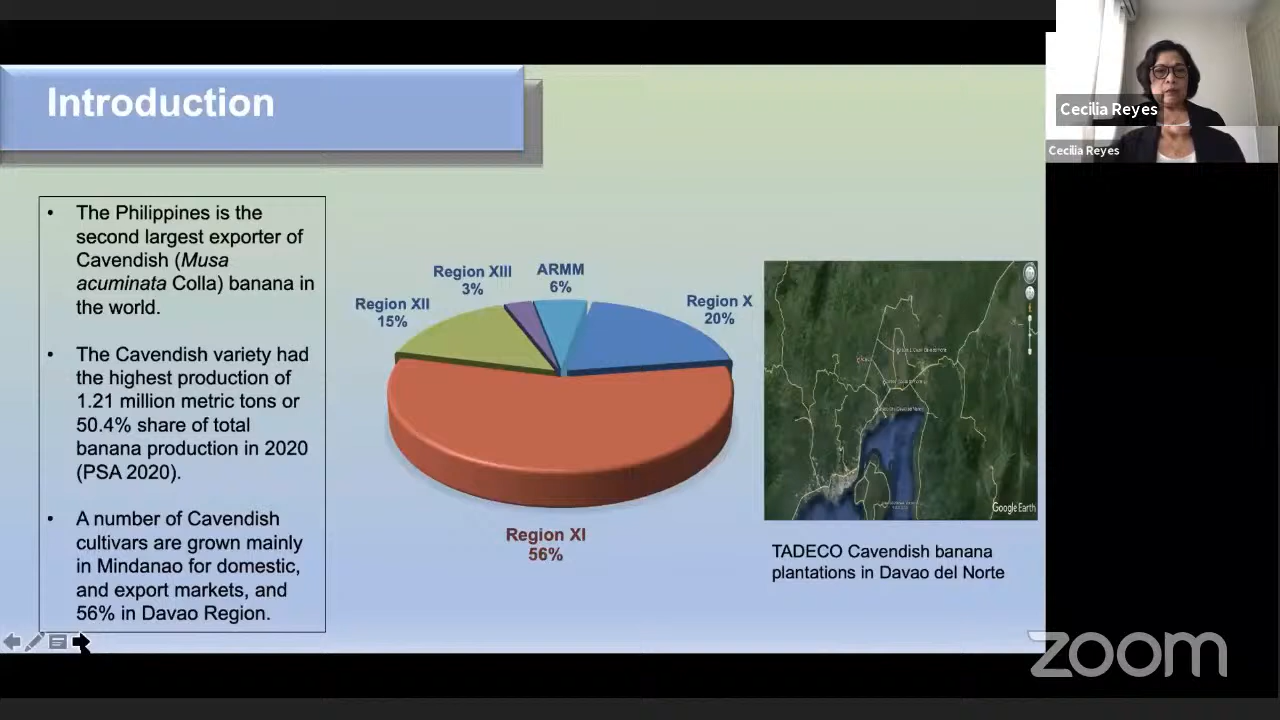 Introduction
• The Philippines is the
second largest exporter of
Cavendish (Musa
acuminata Colla) banana in
the world.
• The Cavendish variety had
the highest production of
1.21 million metric tons or
50.4% share of total
banana production in 2020
(PSA 2020).
• A number of Cavendish
cultivars are grown mainly
in Mindanao for domestic,
and export markets, and
56% in Davao Region.
Region XIII
3%
ARMM
6%
Region XII
15%
Region X
20%
Region XI
56%
Google Earth
TADECO Cavendish banana
plantations in Davao del Norte
Cecilia Reyes
Cecilia Reyes
zoom